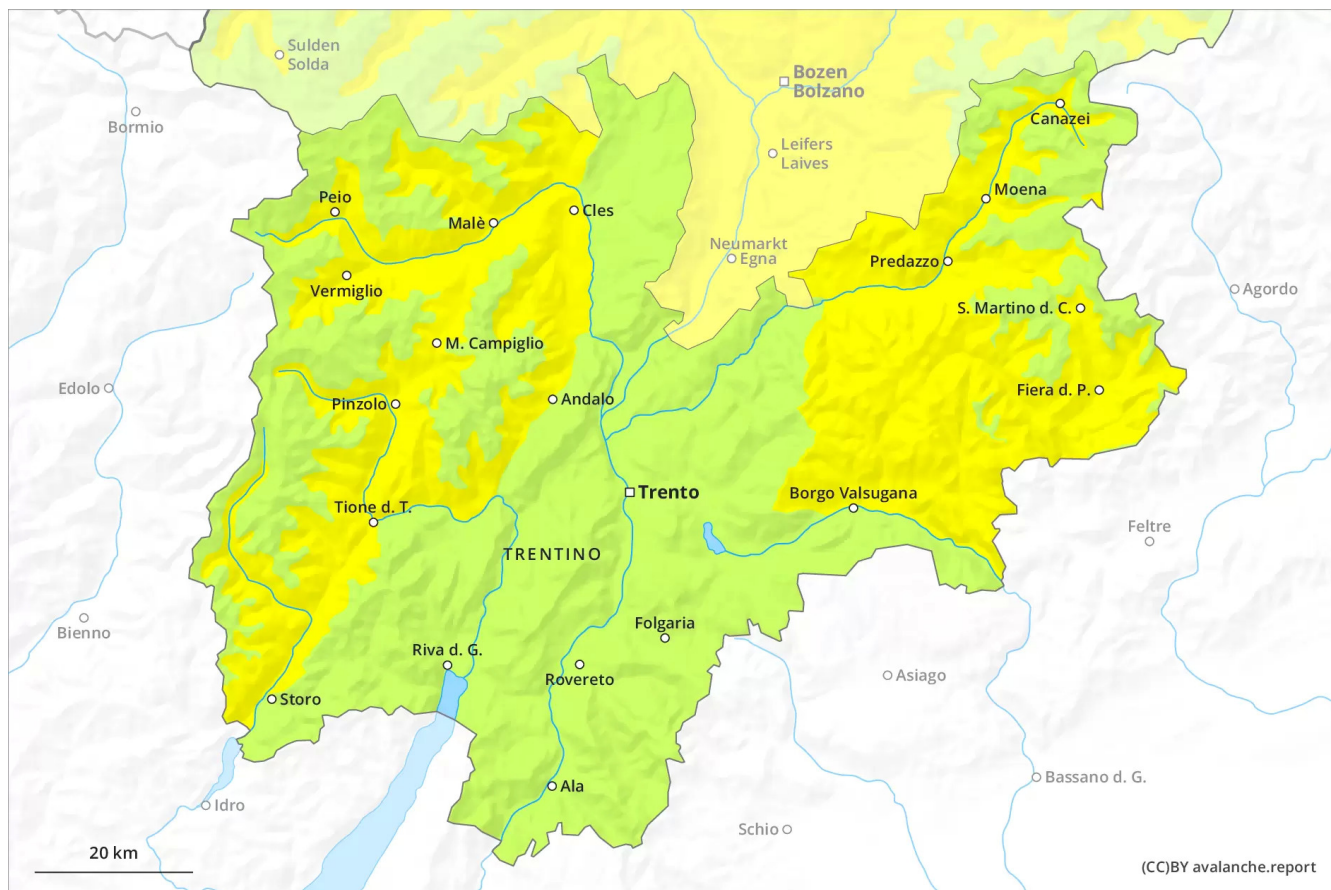 Sulden
Solda
Bozen
Bolzano
Bormio
Canazei
Leifers
Laives
Peio
Malè
Cles
Moena
Neumarkt
Egna
Predazzo
Vermiglio
Agordo
S. Martino d. C.
M. Campiglio
Edolo
Pinzolo
Andalo
Fiera d. P.
Trento
Borgo Valsugana
Tione d. T.
Feltre
TRENTINO
Bienno
Folgaria
Riva d. G.
Rovereto
Asiago
Storo
Bassano d. G.
Ala
Idro
Schio
20 km
(CC)BY avalanche.report